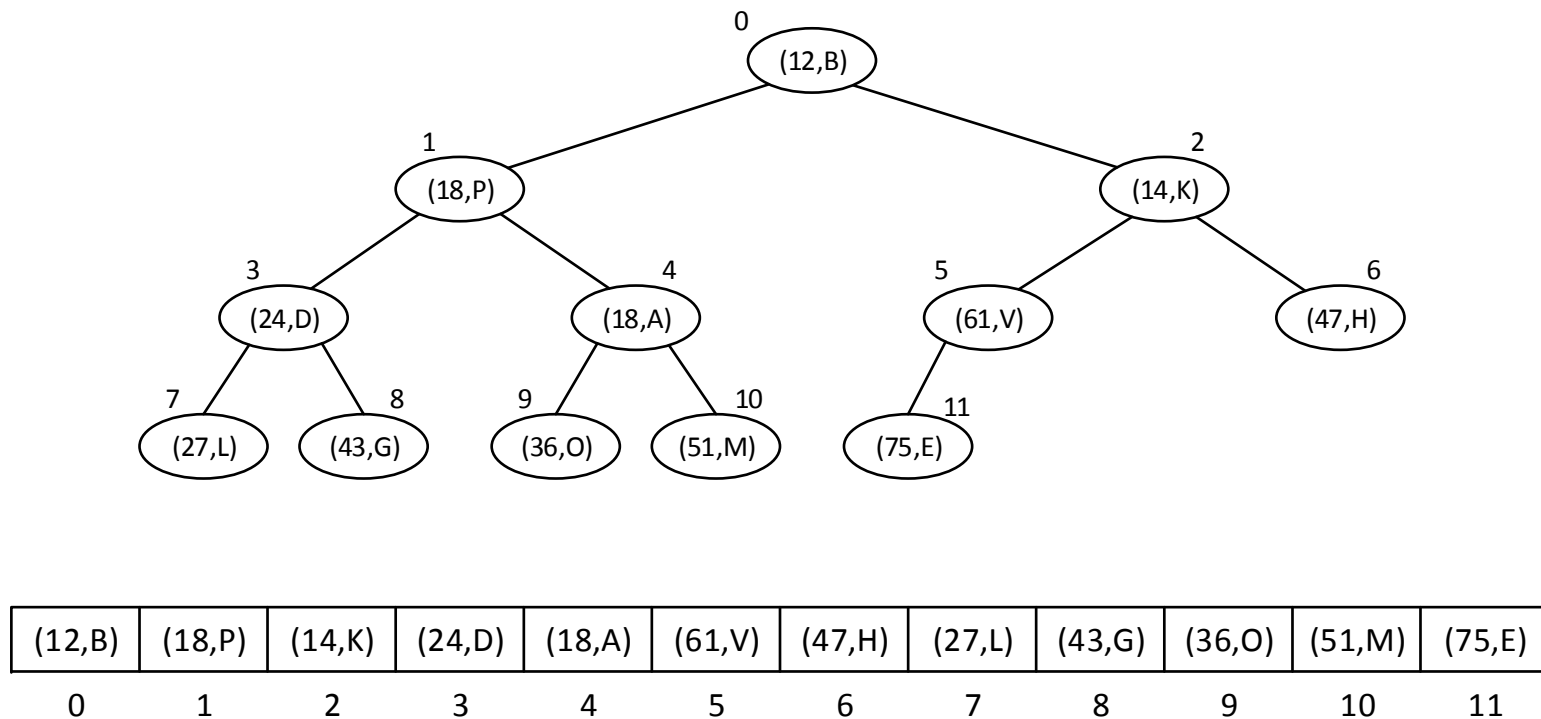 0
(12,B)
1 2
(18,P) (14,K)
3 4 5 6
(24,D) (18,A) (61,V) (47,H)
7 8 9 10 11
(27,L) (43,G) (36,O) (51,M) (75,E)
(12,B) (18,P) (14,K) (24,D) (18,A) (61,V) (47,H) (27,L) (43,G) (36,O) (51,M) (75,E)
0 1 2 3 4 5 6 7 8 9 10 11